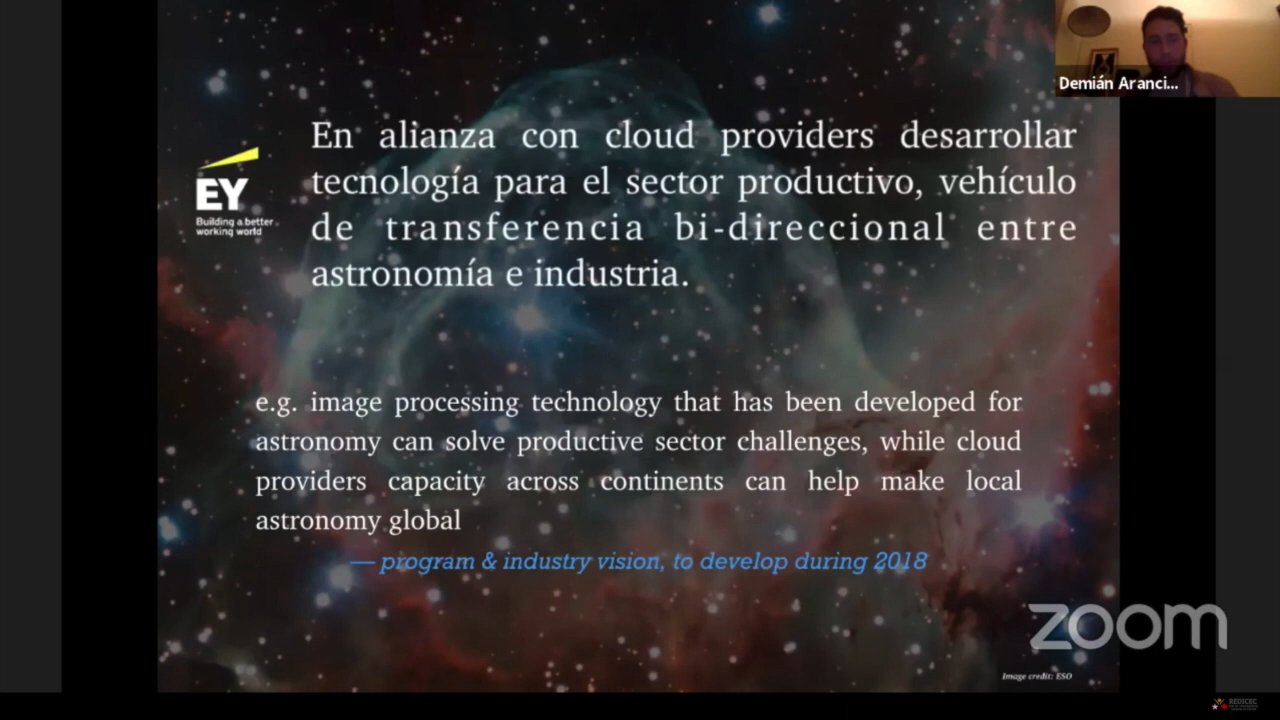 Demián Aranci...
En alianza con cloud providers desarrollar
tecnología para el sector productivo, vehículo
de transferencia bi-direccional entre
astronomía e industria.
EY
Building a better
working world
e.g. image processing technology that has been developed for
astronomy can solve productive sector challenges, while cloud
providers capacity across continents can help make local
astronomy global
— program & industry vision, to develop during 2018
zoom
Image credit: ESO
REDICEC